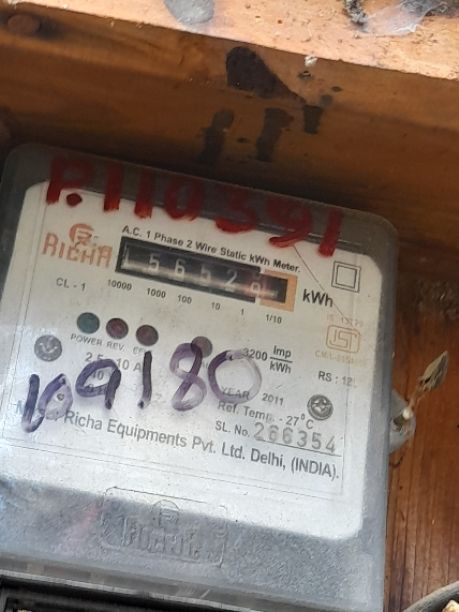 P.110391
RICHA
A.C. 1 Phase 2 Wire Static kWh Meter.
15652
kWh
CL - 1
10000 1000 100 10 1 1/10
POWER REV.
3200 Imp/kWh
109180
YEAR 2011
Ref. Temp. - 27°C
SL. No. 266354
Richa Equipments Pvt. Ltd. Delhi, (INDIA).